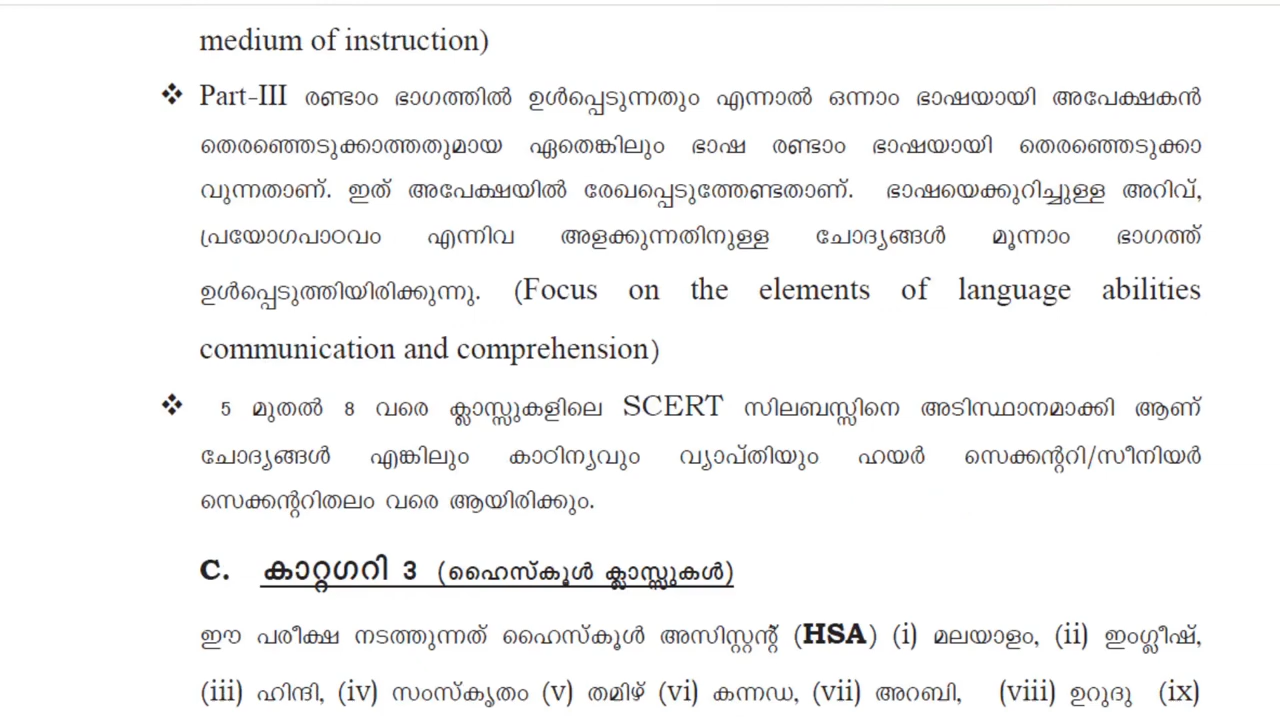 medium of instruction)
❖ Part-III രണ്ടാം ഭാഗത്തിൽ ഉൾപ്പെടുന്നതും എന്നാൽ ഒന്നാം ഭാഷയായി അപേക്ഷകൻ
തെരഞ്ഞെടുക്കാത്തതുമായ ഏതെങ്കിലും ഭാഷ രണ്ടാം ഭാഷയായി തെരഞ്ഞെടുക്കാ
വുന്നതാണ്. ഇത് അപേക്ഷയിൽ രേഖപ്പെടുത്തേണ്ടതാണ്. ഭാഷയെക്കുറിച്ചുള്ള അറിവ്,
പ്രയോഗപാഠവം എന്നിവ അളക്കുന്നതിനുള്ള ചോദ്യങ്ങൾ മൂന്നാം ഭാഗത്ത്
ഉൾപ്പെടുത്തിയിരിക്കുന്നു. (Focus on the elements of language abilities
communication and comprehension)
❖ 5 മുതൽ 8 വരെ ക്ലാസ്സുകളിലെ SCERT സിലബസ്സിനെ അടിസ്ഥാനമാക്കി ആണ്
ചോദ്യങ്ങൾ എങ്കിലും കാഠിന്യവും വ്യാപ്തിയും ഹയർ സെക്കന്ററി/സീനിയർ
സെക്കന്ററിതലം വരെ ആയിരിക്കും.
C. കാറ്റഗറി 3 (ഹൈസ്കൂൾ ക്ലാസ്സുകൾ)
ഈ പരീക്ഷ നടത്തുന്നത് ഹൈസ്കൂൾ അസിസ്റ്റന്റ് (HSA) (i) മലയാളം, (ii) ഇംഗ്ലീഷ്,
(iii) ഹിന്ദി, (iv) സംസ്കൃതം (v) തമിഴ് (vi) കന്നഡ, (vii) അറബി, (viii) ഉറുദു (ix)